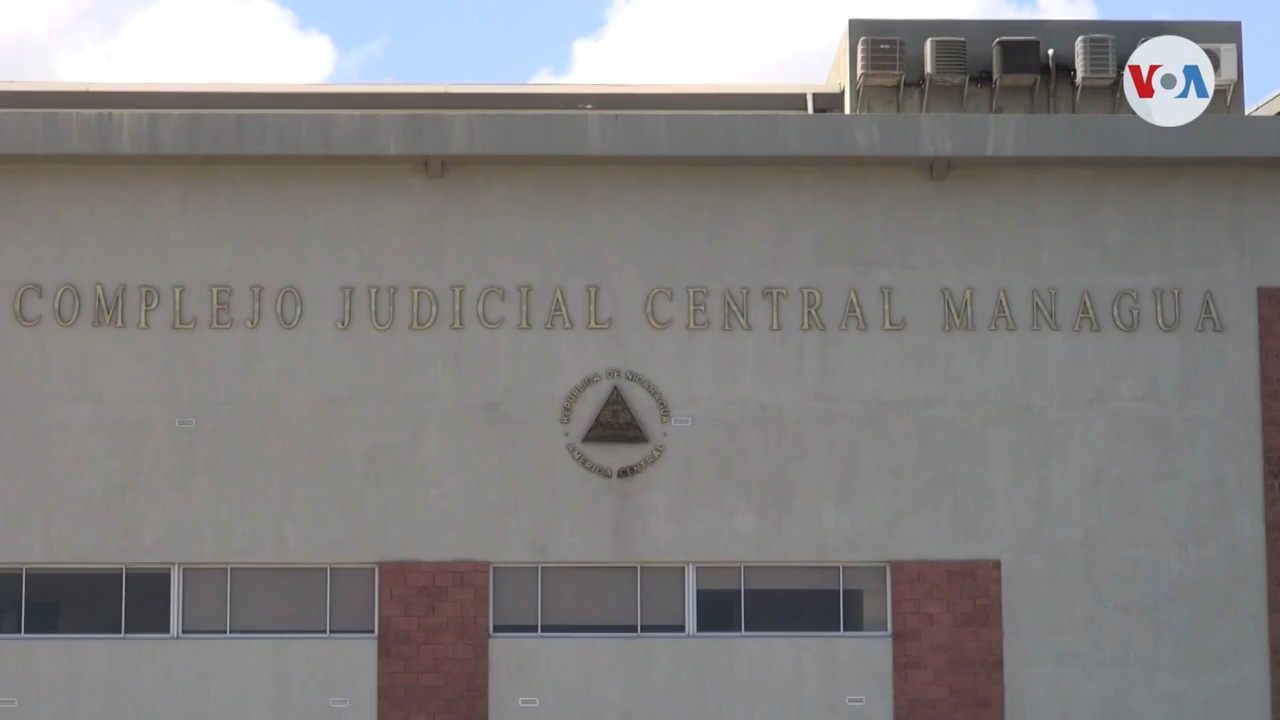 VOA
COMPLEJO JUDICIAL CENTRAL MANAGUA
REPUBLICA DE NICARAGUA
AMERICA CENTRAL